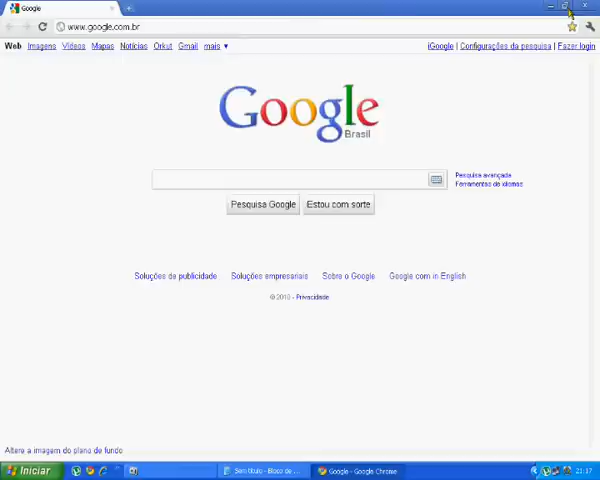 Google
www.google.com.br
Web Imagens Vídeos Mapas Notícias Orkut Gmail mais ▼
iGoogle | Configurações da pesquisa | Fazer login
Google
Brasil
Pesquisa avançada
Ferramentas de idiomas
Pesquisa Google Estou com sorte
Soluções de publicidade Soluções empresariais Sobre o Google Google.com in English
© 2010 - Privacidade
Altere a imagem do plano de fundo
Iniciar Sem título - Bloco de ... Google - Google Chrome 21:17